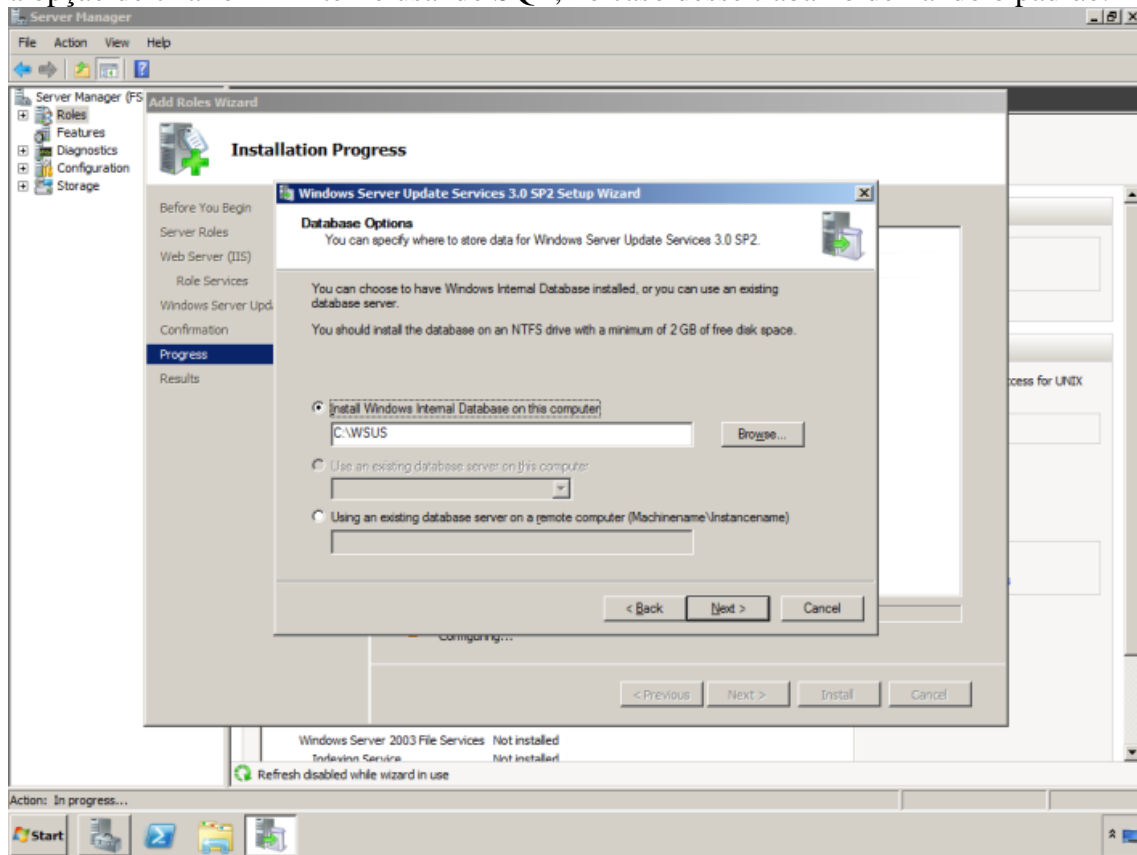 Server Manager
File Action View Help
Server Manager (FS
Roles
Features
Diagnostics
Configuration
Storage
Add Roles Wizard
Installation Progress
Before You Begin
Server Roles
Web Server (IIS)
Role Services
Windows Server Upd
Confirmation
Progress
Results
Windows Server Update Services 3.0 SP2 Setup Wizard
Database Options
You can specify where to store data for Windows Server Update Services 3.0 SP2.
You can choose to have Windows Internal Database installed, or you can use an existing
database server.
You should install the database on an NTFS drive with a minimum of 2 GB of free disk space.
Install Windows Internal Database on this computer
C:\WSUS
Browse...
Use an existing database server on this computer
Using an existing database server on a remote computer (Machinename\Instancename)
< Back Next > Cancel
cess for UNIX
Configuring...
< Previous Next > Install Cancel
Windows Server 2003 File Services Not installed
Indexing Service Not installed
Refresh disabled while wizard in use
Action: In progress...
Start